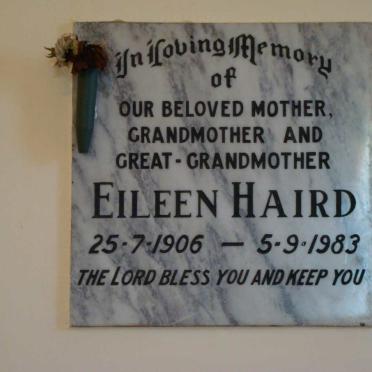 In Loving Memory
of
OUR BELOVED MOTHER,
GRANDMOTHER AND
GREAT-GRANDMOTHER
EILEEN HAIRD
25-7-1906 — 5-9-1983
THE LORD BLESS YOU AND KEEP YOU